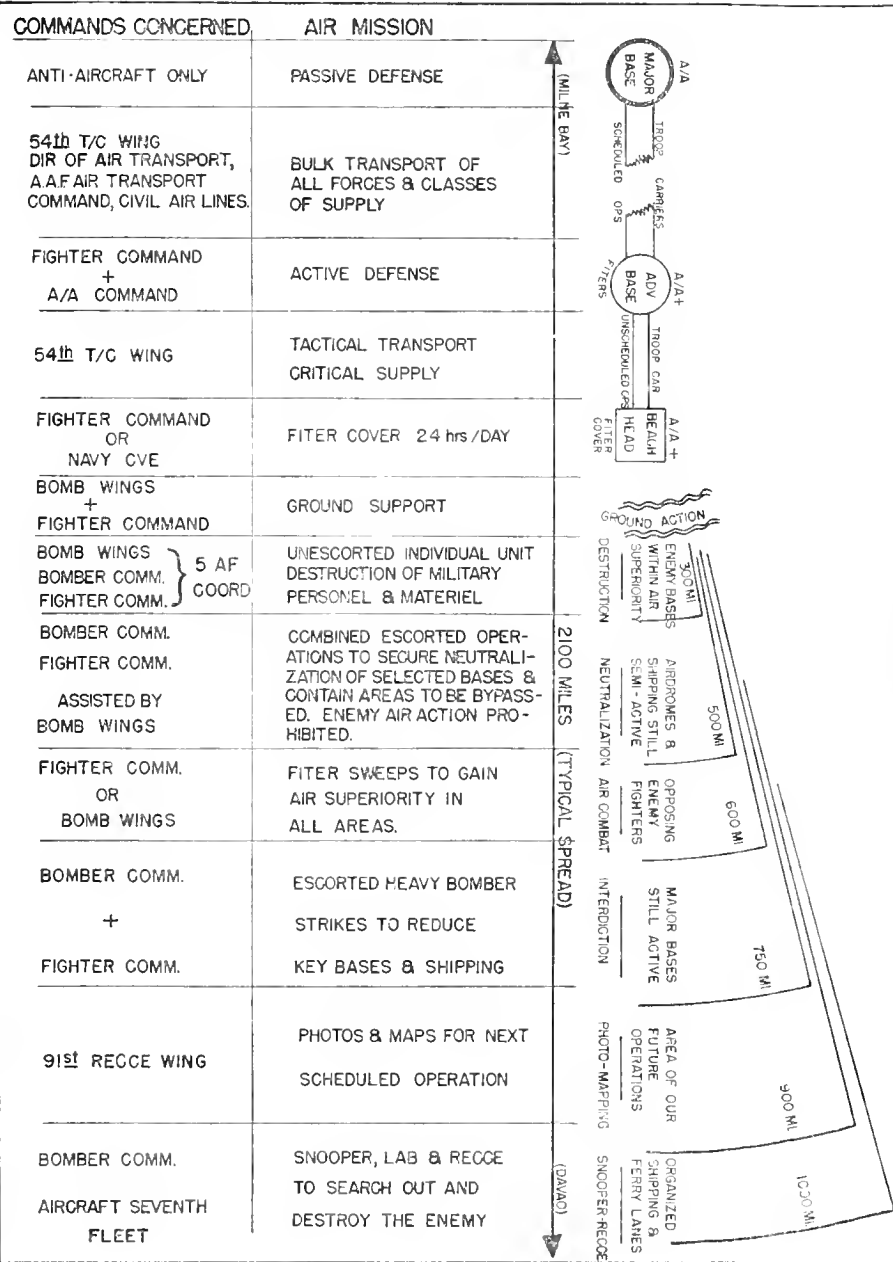 COMMANDS CONCERNED
AIR MISSION
ANTI-AIRCRAFT ONLY
PASSIVE DEFENSE
54th T/C WING
DIR OF AIR TRANSPORT,
A.A.F AIR TRANSPORT
COMMAND, CIVIL AIR LINES.
BULK TRANSPORT OF
ALL FORCES & CLASSES
OF SUPPLY
FIGHTER COMMAND
+
A/A COMMAND
ACTIVE DEFENSE
54th T/C WING
TACTICAL TRANSPORT
CRITICAL SUPPLY
FIGHTER COMMAND
OR
NAVY CVE
FITER COVER 24 hrs/DAY
BOMB WINGS
+
FIGHTER COMMAND
GROUND SUPPORT
BOMB WINGS
BOMBER COMM.
FIGHTER COMM.
5 AF
COORD
UNESCORTED INDIVIDUAL UNIT
DESTRUCTION OF MILITARY
PERSONEL & MATERIEL
BOMBER COMM.
FIGHTER COMM.
ASSISTED BY
BOMB WINGS
COMBINED ESCORTED OPER-
ATIONS TO SECURE NEUTRALI-
ZATION OF SELECTED BASES &
CONTAIN AREAS TO BE BYPASS-
ED. ENEMY AIR ACTION PRO-
HIBITED.
FIGHTER COMM.
OR
BOMB WINGS
FITER SWEEPS TO GAIN
AIR SUPERIORITY IN
ALL AREAS.
BOMBER COMM.
+
FIGHTER COMM.
ESCORTED HEAVY BOMBER
STRIKES TO REDUCE
KEY BASES & SHIPPING
91st RECCE WING
PHOTOS & MAPS FOR NEXT
SCHEDULED OPERATION
BOMBER COMM.
AIRCRAFT SEVENTH
FLEET
SNOOPER, LAB & RECCE
TO SEARCH OUT AND
DESTROY THE ENEMY
(MILNE BAY)
2100 MILES
(TYPICAL SPREAD)
(DAVAO)
A/A
MAJOR
BASE
TROOP CARRIERS
SCHEDULED OPS
A/A+
ADV
BASE
FITERS
TROOP CAR
UNSCHEDULED OPS
A/A +
BEACH
HEAD
FITER
COVER
GROUND ACTION
300 MI
ENEMY BASES
WITHIN AIR
SUPERIORITY
DESTRUCTION
500 MI
AIRDROMES &
SHIPPING STILL
SEMI-ACTIVE
NEUTRALIZATION
600 MI
OPPOSING
ENEMY
FIGHTERS
AIR COMBAT
750 MI
MAJOR BASES
STILL ACTIVE
INTERDICTION
900 MI
AREA OF OUR
FUTURE
OPERATIONS
PHOTO-MAPPING
1000 MI
ORGANIZED
SHIPPING &
FERRY LANES
SNOOPER-RECCE